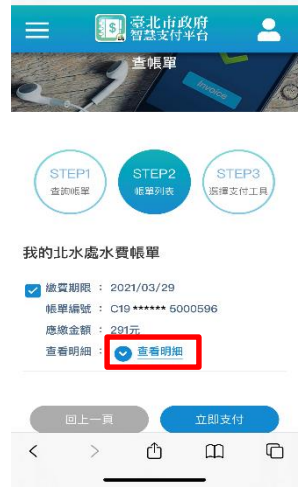 臺北市政府
智慧支付平台
查帳單
Invoice
STEP1
查詢帳單
STEP2
帳單列表
STEP3
選擇支付工具
我的北水處水費帳單
繳費期限 : 2021/03/29
帳單編號 : C19 ****** 5000596
應繳金額 : 291元
查看明細 : 查看明細
回上一頁
立即支付